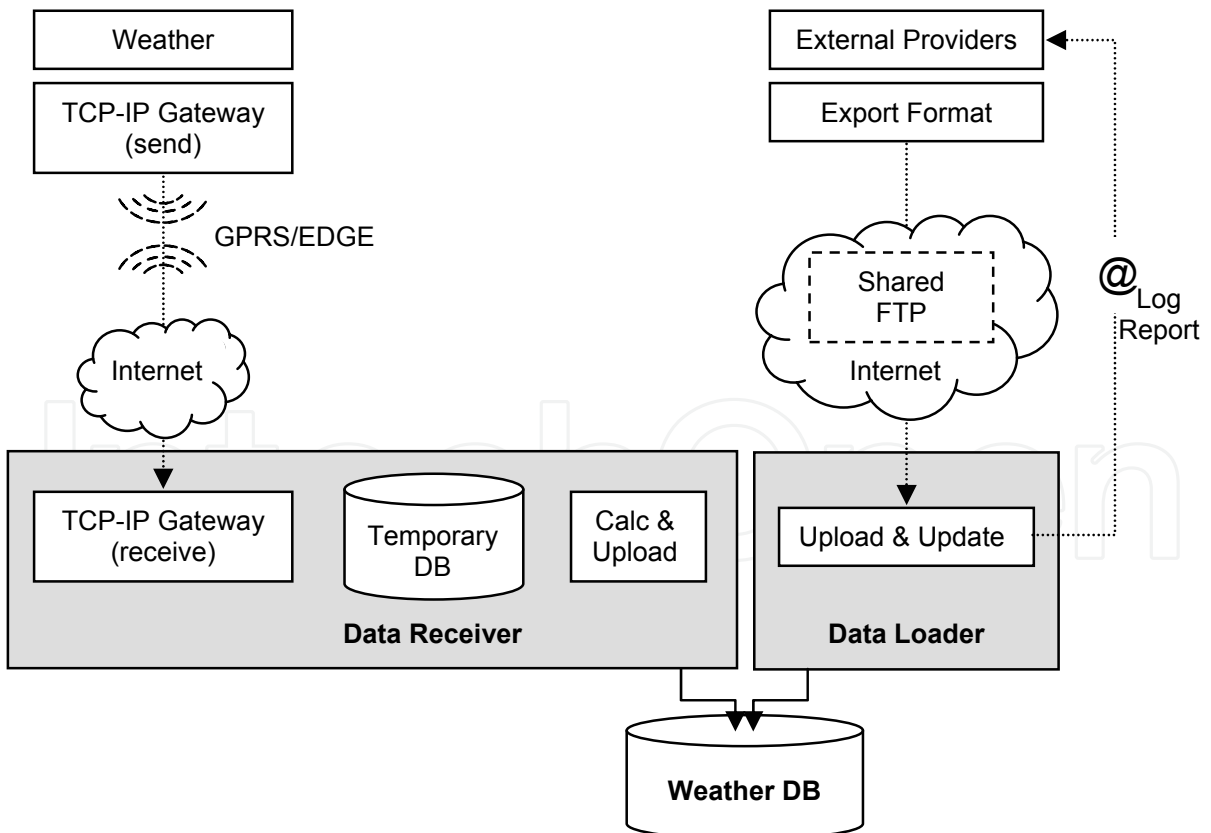 Weather
TCP-IP Gateway
(send)
GPRS/EDGE
Internet
External Providers
Export Format
Shared
FTP
Internet
@
Log
Report
IntechOpen
TCP-IP Gateway
(receive)
Temporary
DB
Calc &
Upload
Data Receiver
Upload & Update
Data Loader
Weather DB